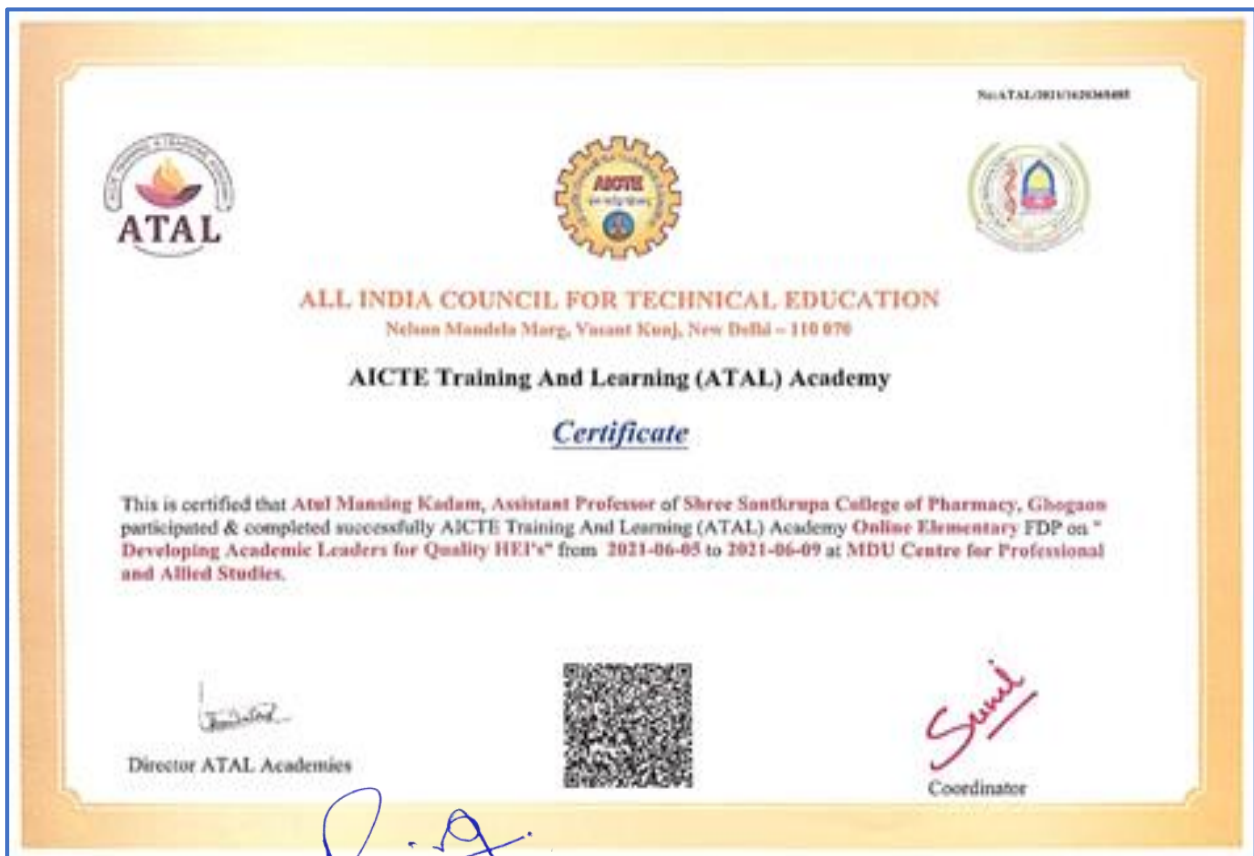 ATAL
AICTE
ALL INDIA COUNCIL FOR TECHNICAL EDUCATION
Nelson Mandela Marg, Vasant Kunj, New Delhi – 110 070
AICTE Training And Learning (ATAL) Academy
Certificate
This is certified that Atul Mansing Kadam, Assistant Professor of Shree Santkrupa College of Pharmacy, Ghogaon
participated & completed successfully AICTE Training And Learning (ATAL) Academy Online Elementary FDP on "
Developing Academic Leaders for Quality HEI's" from 2021-06-05 to 2021-06-09 at MDU Centre for Professional
and Allied Studies.
Sunil
Director ATAL Academies
Coordinator